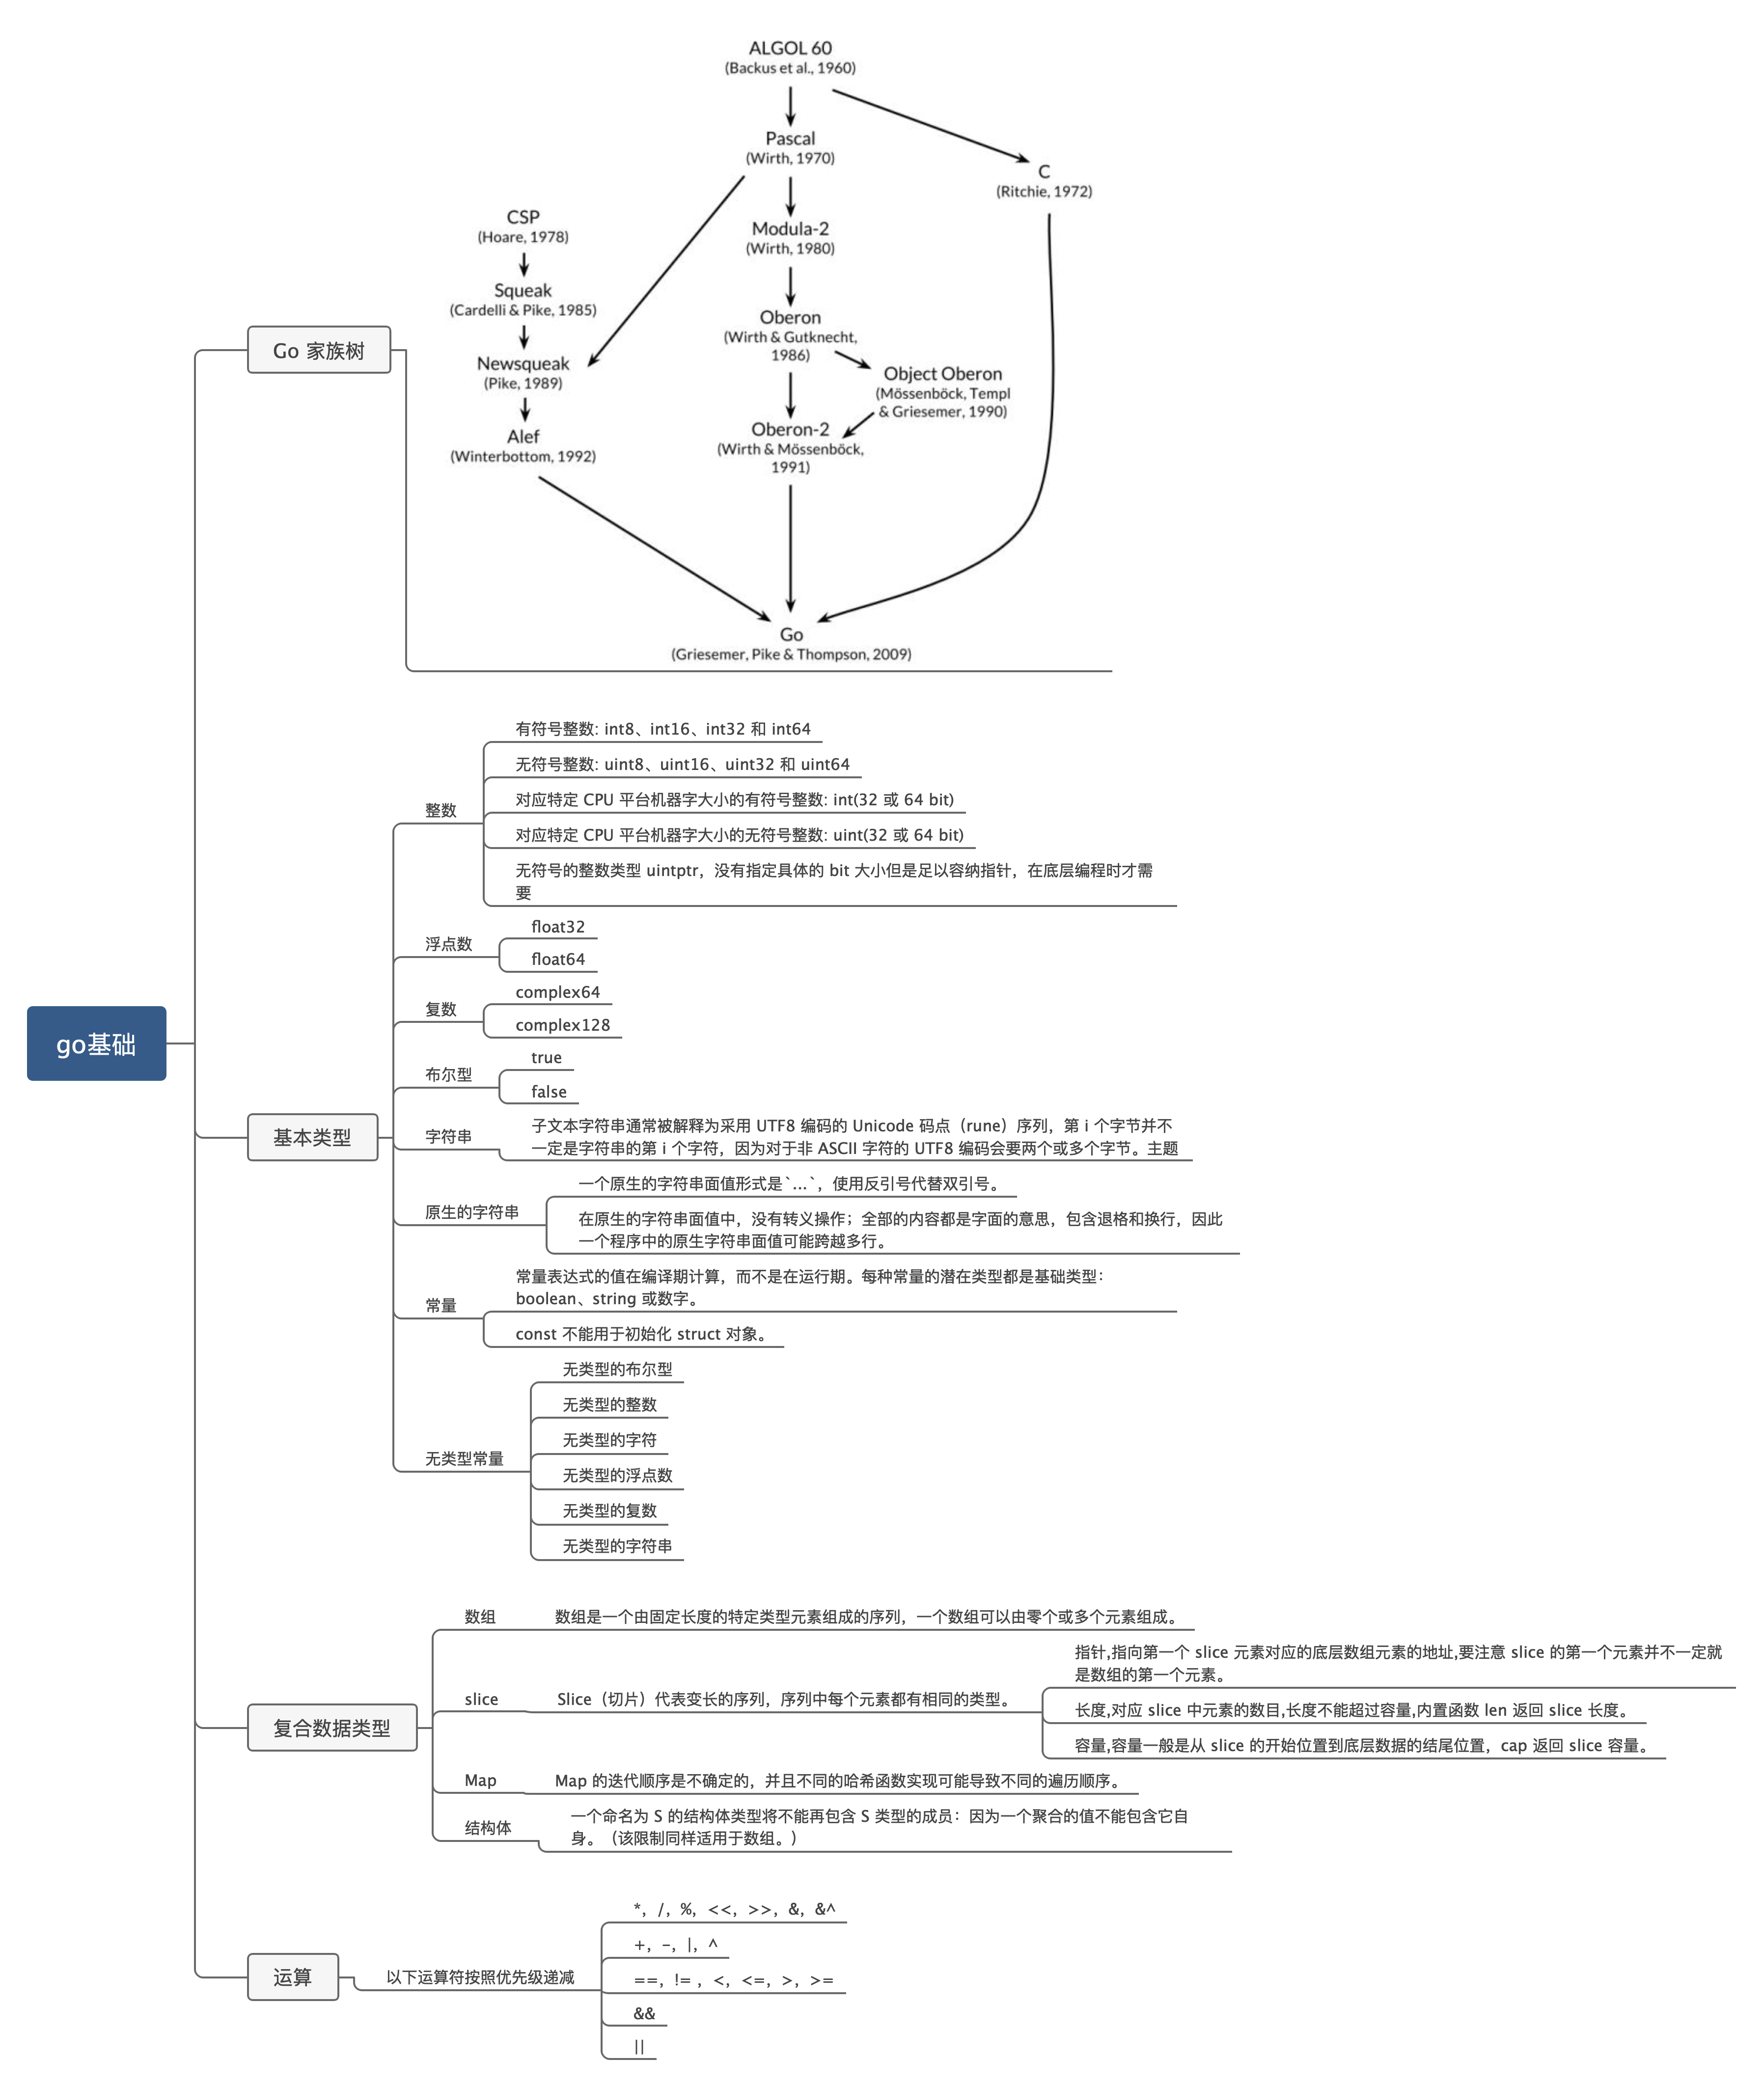 ALGOL 60
(Backus et al., 1960)
Pascal
(Wirth, 1970)
C
(Ritchie, 1972)
CSP
(Hoare, 1978)
Modula-2
(Wirth, 1980)
Squeak
(Cardelli & Pike, 1985)
Oberon
(Wirth & Gutknecht,
1986)
Newsqueak
(Pike, 1989)
Object Oberon
(Mössenböck, Templ
& Griesemer, 1990)
Alef
(Winterbottom, 1992)
Oberon-2
(Wirth & Mössenböck,
1991)
Go
(Griesemer, Pike & Thompson, 2009)
Go 家族树
go基础
基本类型
整数
有符号整数: int8、int16、int32 和 int64
无符号整数: uint8、uint16、uint32 和 uint64
对应特定 CPU 平台机器字大小的有符号整数: int(32 或 64 bit)
对应特定 CPU 平台机器字大小的无符号整数: uint(32 或 64 bit)
无符号的整数类型 uintptr，没有指定具体的 bit 大小但是足以容纳指针，在底层编程时才需
要
浮点数
float32
float64
复数
complex64
complex128
布尔型
true
false
字符串
子文本字符串通常被解释为采用 UTF8 编码的 Unicode 码点（rune）序列，第 i 个字节并不
一定是字符串的第 i 个字符，因为对于非 ASCII 字符的 UTF8 编码会要两个或多个字节。主题
原生的字符串
一个原生的字符串面值形式是`...`，使用反引号代替双引号。
在原生的字符串面值中，没有转义操作；全部的内容都是字面的意思，包含退格和换行，因此
一个程序中的原生字符串面值可能跨越多行。
常量
常量表达式的值在编译期计算，而不是在运行期。每种常量的潜在类型都是基础类型：
boolean、string 或数字。
const 不能用于初始化 struct 对象。
无类型常量
无类型的布尔型
无类型的整数
无类型的字符
无类型的浮点数
无类型的复数
无类型的字符串
复合数据类型
数组
数组是一个由固定长度的特定类型元素组成的序列，一个数组可以由零个或多个元素组成。
slice
Slice（切片）代表变长的序列，序列中每个元素都有相同的类型。
指针,指向第一个 slice 元素对应的底层数组元素的地址,要注意 slice 的第一个元素并不一定就
是数组的第一个元素。
长度,对应 slice 中元素的数目,长度不能超过容量,内置函数 len 返回 slice 长度。
容量,容量一般是从 slice 的开始位置到底层数据的结尾位置，cap 返回 slice 容量。
Map
Map 的迭代顺序是不确定的，并且不同的哈希函数实现可能导致不同的遍历顺序。
结构体
一个命名为 S 的结构体类型将不能再包含 S 类型的成员：因为一个聚合的值不能包含它自
身。（该限制同样适用于数组。）
运算
以下运算符按照优先级递减
*，/，%，<<，>>，&，&^
+，-，|，^
==，!= ，<，<=，>，>=
&&
||